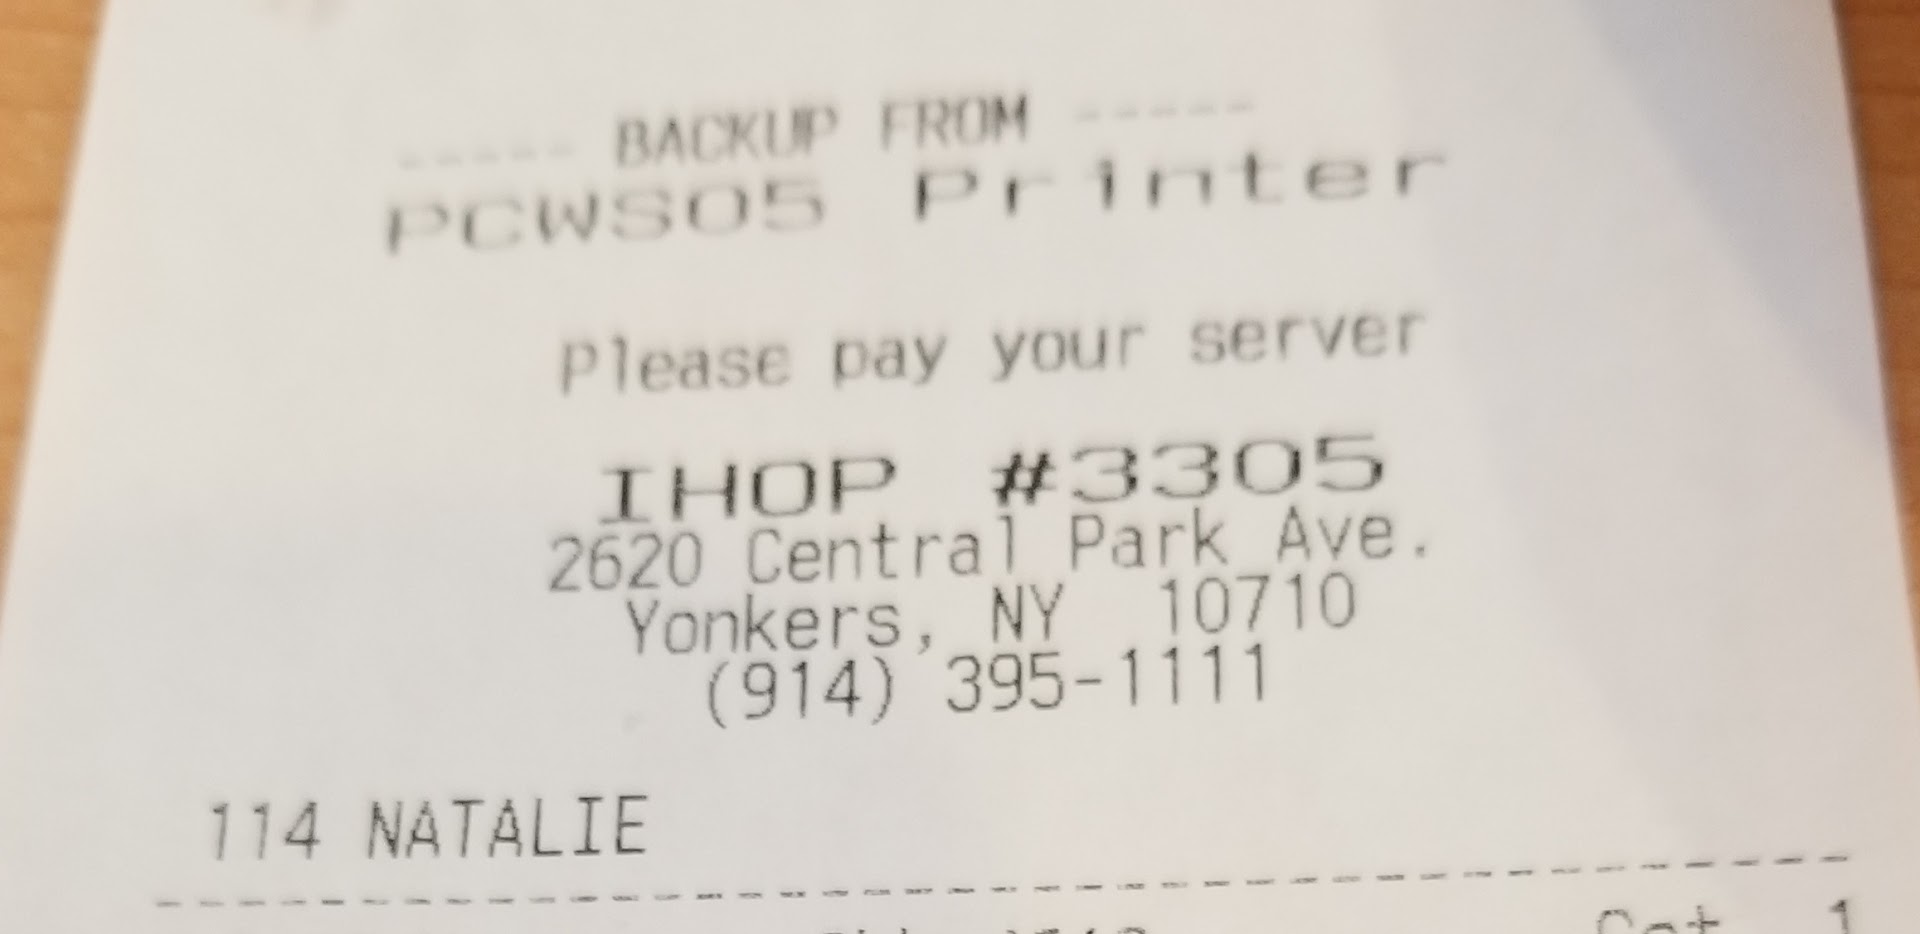 ----- BACKUP FROM -----
PCWS05 Printer
Please pay your server
IHOP #3305
2620 Central Park Ave.
Yonkers, NY 10710
(914) 395-1111
114 NATALIE